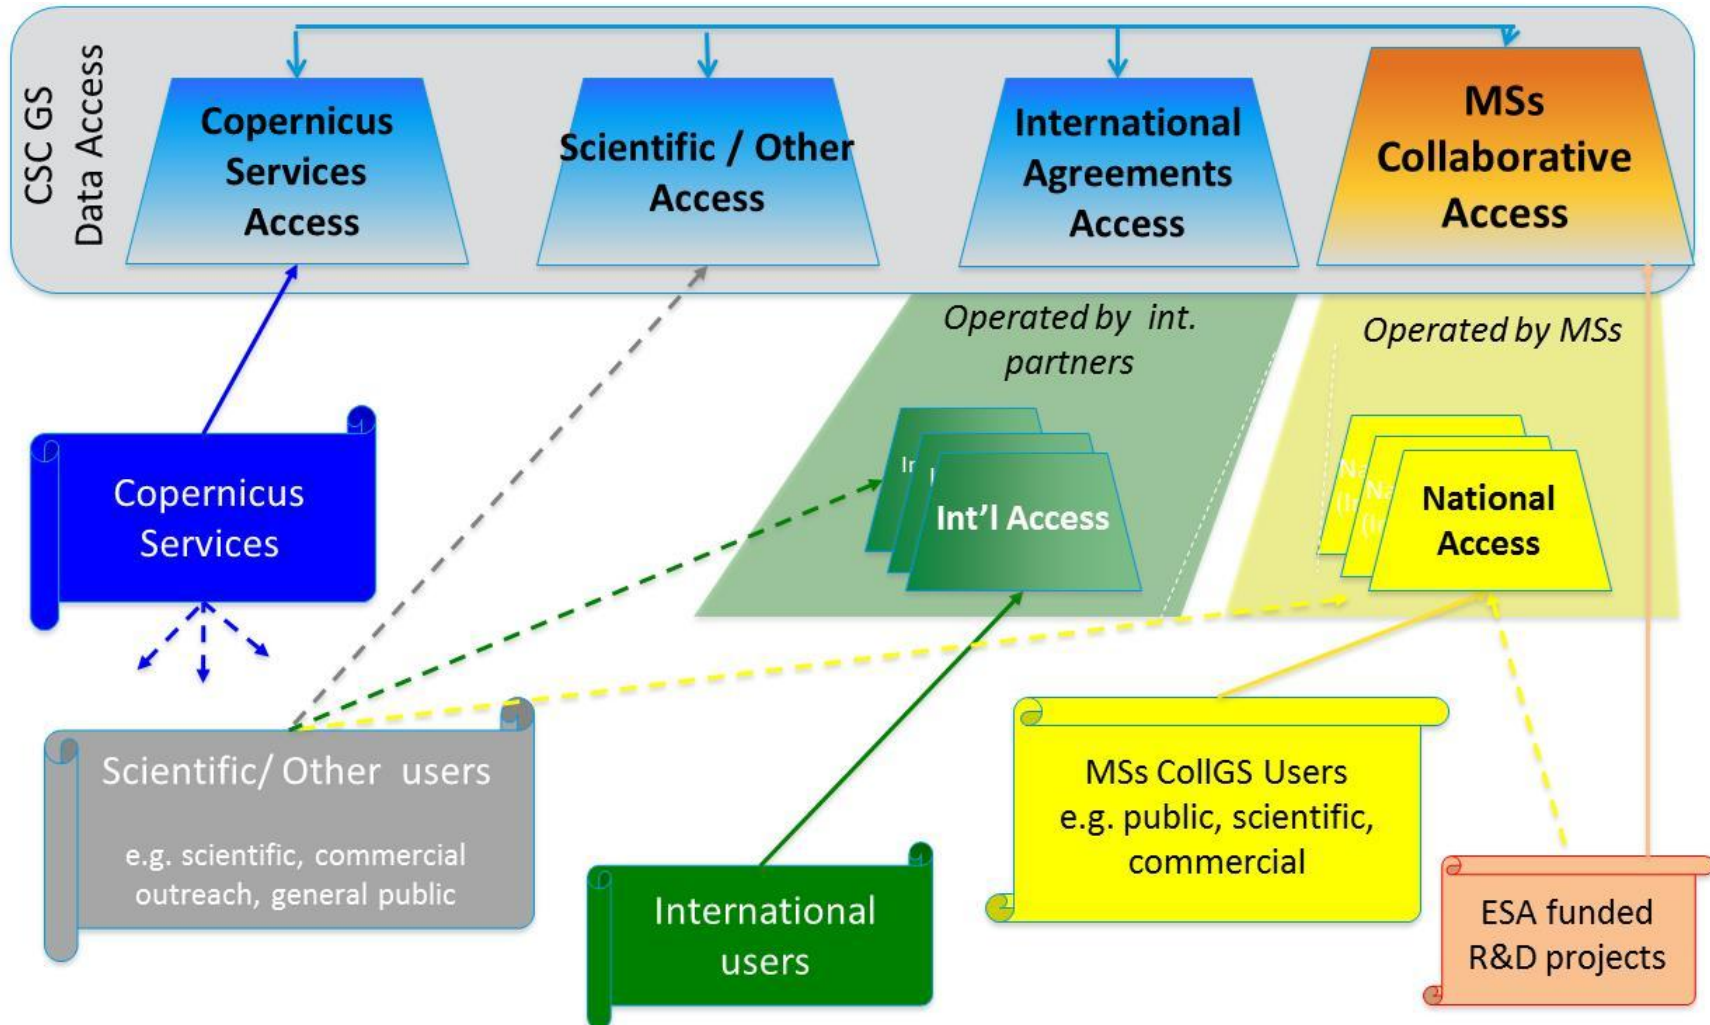 CSC GS
Data Access
Copernicus
Services
Access
Scientific / Other
Access
International
Agreements
Access
MSs
Collaborative
Access
Operated by int.
partners
Operated by MSs
Int'l Access
National
Access
Copernicus
Services
Scientific/ Other users
e.g. scientific, commercial
outreach, general public
International
users
MSs CollGS Users
e.g. public, scientific,
commercial
ESA funded
R&D projects